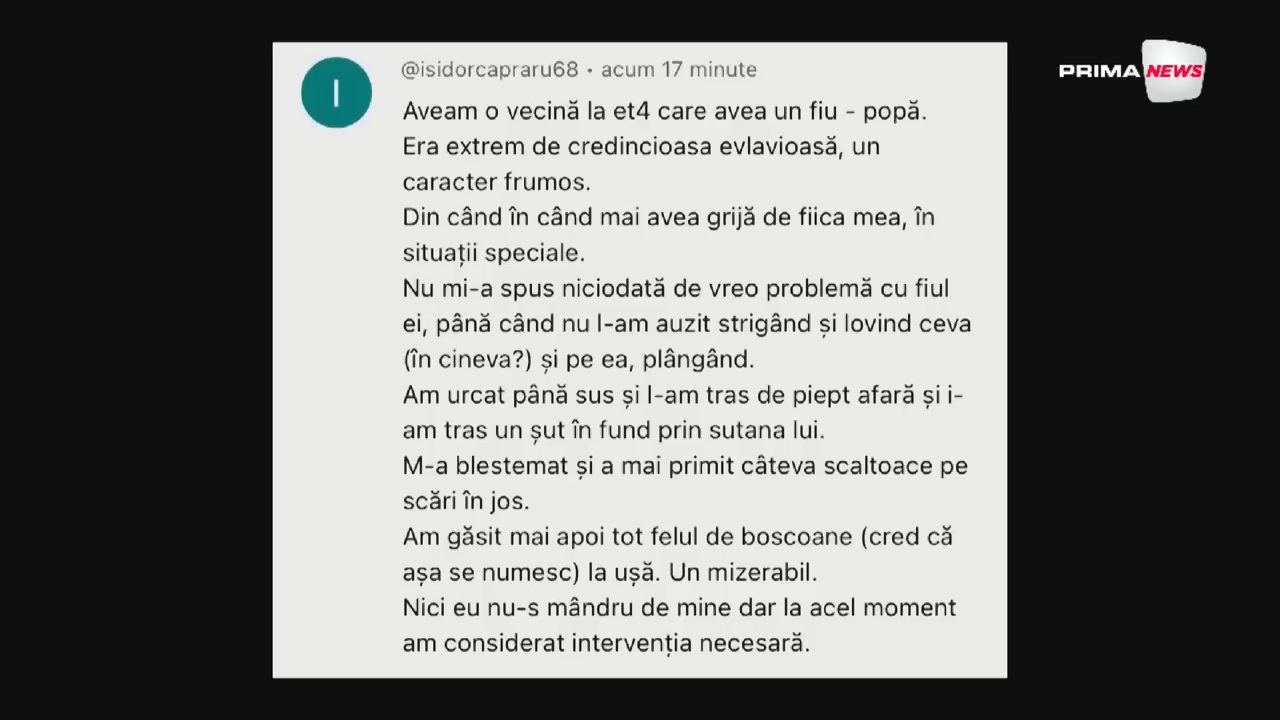 @isidorcapraru68 • acum 17 minute
PRIMA NEWS
I
Aveam o vecină la et4 care avea un fiu - popă.
Era extrem de credincioasa evlavioasă, un
caracter frumos.
Din când în când mai avea grijă de fiica mea, în
situații speciale.
Nu mi-a spus niciodată de vreo problemă cu fiul
ei, până când nu l-am auzit strigând și lovind ceva
(în cineva?) și pe ea, plângând.
Am urcat până sus și l-am tras de piept afară și i-
am tras un șut în fund prin sutana lui.
M-a blestemat și a mai primit câteva scaltoace pe
scări în jos.
Am găsit mai apoi tot felul de boscoane (cred că
așa se numesc) la ușă. Un mizerabil.
Nici eu nu-s mândru de mine dar la acel moment
am considerat intervenția necesară.